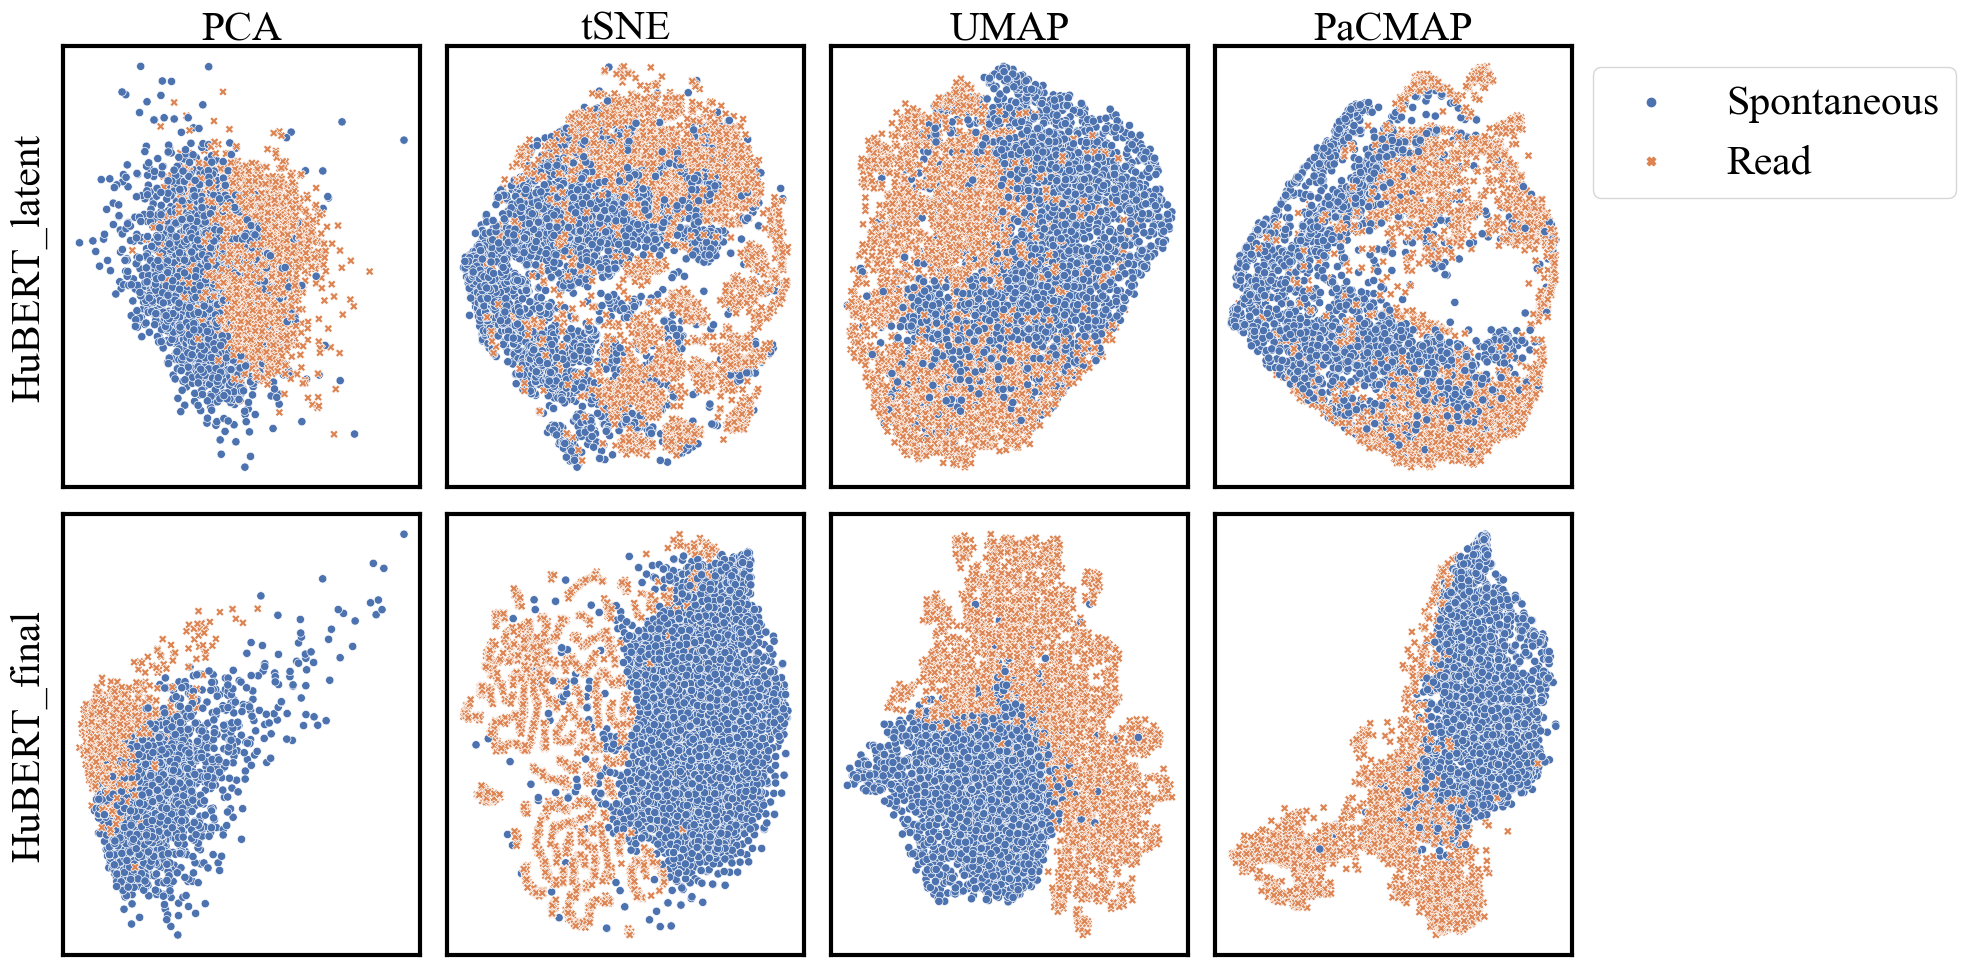 PCA
tSNE
UMAP
PaCMAP
Spontaneous
Read
HuBERT_latent
HuBERT_final